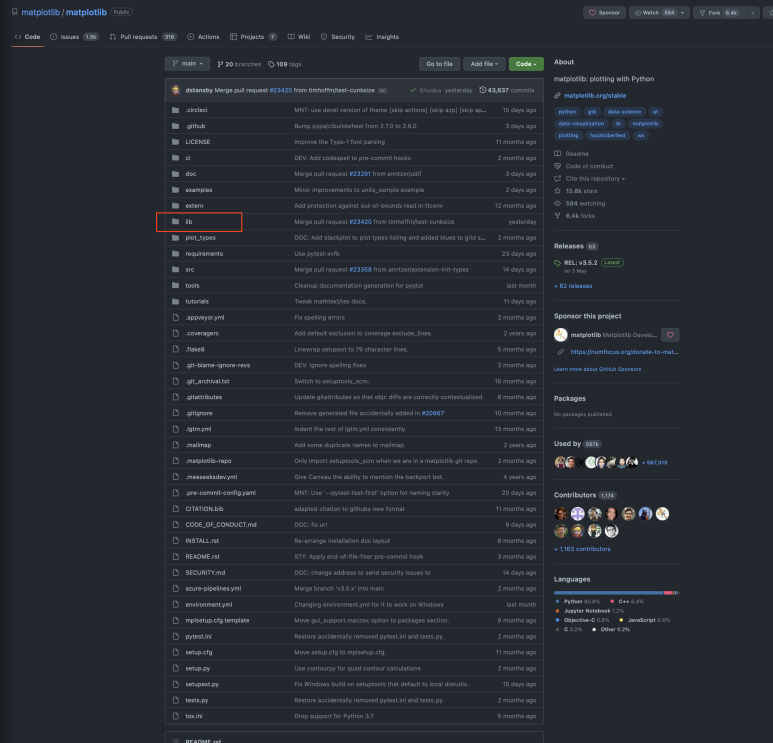 matplotlib / matplotlib Public
Sponsor Watch 584 Fork 6.4k
Code Issues 1.5k Pull requests 318 Actions Projects 7 Wiki Security Insights
main 20 branches 109 tags Go to file Add file Code
dstansby Merge pull request #23420 from timhoffm/test-cunksize yesterday 43,637 commits
.circleci MNT: use devel version of theme [skip actions] [skip azp] [skip ap... 15 days ago
.github Bump pypa/cibuildwheel from 2.7.0 to 2.8.0 3 days ago
LICENSE Improve the Type-1 font parsing 11 months ago
ci DEV: Add codespell to pre-commit hooks 2 months ago
doc Merge pull request #23291 from anntzer/udif 3 days ago
examples Minor improvements to units_sample example 2 days ago
extern Add protection against out-of-bounds read in ttconv 12 months ago
lib Merge pull request #23420 from timhoffm/test-cunksize yesterday
plot_types DOC: Add stackplot to plot types listing and added blues to grid s... 2 months ago
requirements Use pytest-xvfb 23 days ago
src Merge pull request #23358 from anntzer/extension-init-types 14 days ago
tools Cleanup documentation generation for pyplot last month
tutorials Tweak mathtext/tex docs. 11 days ago
.appveyor.yml Fix spelling errors 2 months ago
.coveragerc Add default exclusion to coverage exclude_lines. 2 years ago
.flake8 Linewrap setupext to 79 character lines. 5 months ago
.git-blame-ignore-revs DEV: ignore spelling fixes 2 months ago
.git_archival.txt Switch to setuptools_scm. 16 months ago
.gitattributes Update gitattributes so that objc diffs are correctly contextualized. 8 months ago
.gitignore Remove generated file accidentally added in #20867 10 months ago
.lgtm.yml Indent the rest of lgtm.yml consistently. 13 months ago
.mailmap Add some duplicate names to mailmap. 2 years ago
.matplotlib-repo Only import setuptools_scm when we are in a matplotlib git repo 2 months ago
.meeseeksdev.yml Give Carreau the ability to mention the backport bot. 4 years ago
.pre-commit-config.yaml MNT: Use '--pytest-test-first' option for naming clarity 20 days ago
CITATION.bib adapted citation to githubs new format 11 months ago
CODE_OF_CONDUCT.md DOC: fix url 9 days ago
INSTALL.rst Re-arrange installation doc layout 8 months ago
README.rst STY: Apply end-of-file-fixer pre-commit hook 3 months ago
SECURITY.md DOC: change address to send security issues to 14 days ago
azure-pipelines.yml Merge branch 'v3.5.x' into main 2 months ago
environment.yml Changing environment.yml for it to work on Windows last month
mplsetup.cfg.template Move gui_support.macosx option to packages section. 9 months ago
pytest.ini Restore accidentally removed pytest.ini and tests.py. 2 months ago
setup.cfg Move setup.cfg to mplsetup.cfg. 11 months ago
setup.py Use contourpy for quad contour calculations 2 months ago
setupext.py Fix Windows build on setuptools that default to local distutils. 15 days ago
tests.py Restore accidentally removed pytest.ini and tests.py. 2 months ago
tox.ini Drop support for Python 3.7 5 months ago
README.rst
About
matplotlib: plotting with Python
matplotlib.org/stable
python gtk data-science qt
data-visualization tk matplotlib
plotting hacktoberfest wx
Readme
Code of conduct
Cite this repository
15.8k stars
584 watching
6.4k forks
Releases 63
REL: v3.5.2 Latest
on 3 May
+ 62 releases
Sponsor this project
matplotlib Matplotlib Develo...
https://numfocus.org/donate-to-mat...
Learn more about GitHub Sponsors
Packages
No packages published
Used by 567k
+ 567,313
Contributors 1,174
+ 1,163 contributors
Languages
Python 90.8% C++ 6.4%
Jupyter Notebook 1.2%
Objective-C 0.8% JavaScript 0.4%
C 0.2% Other 0.2%